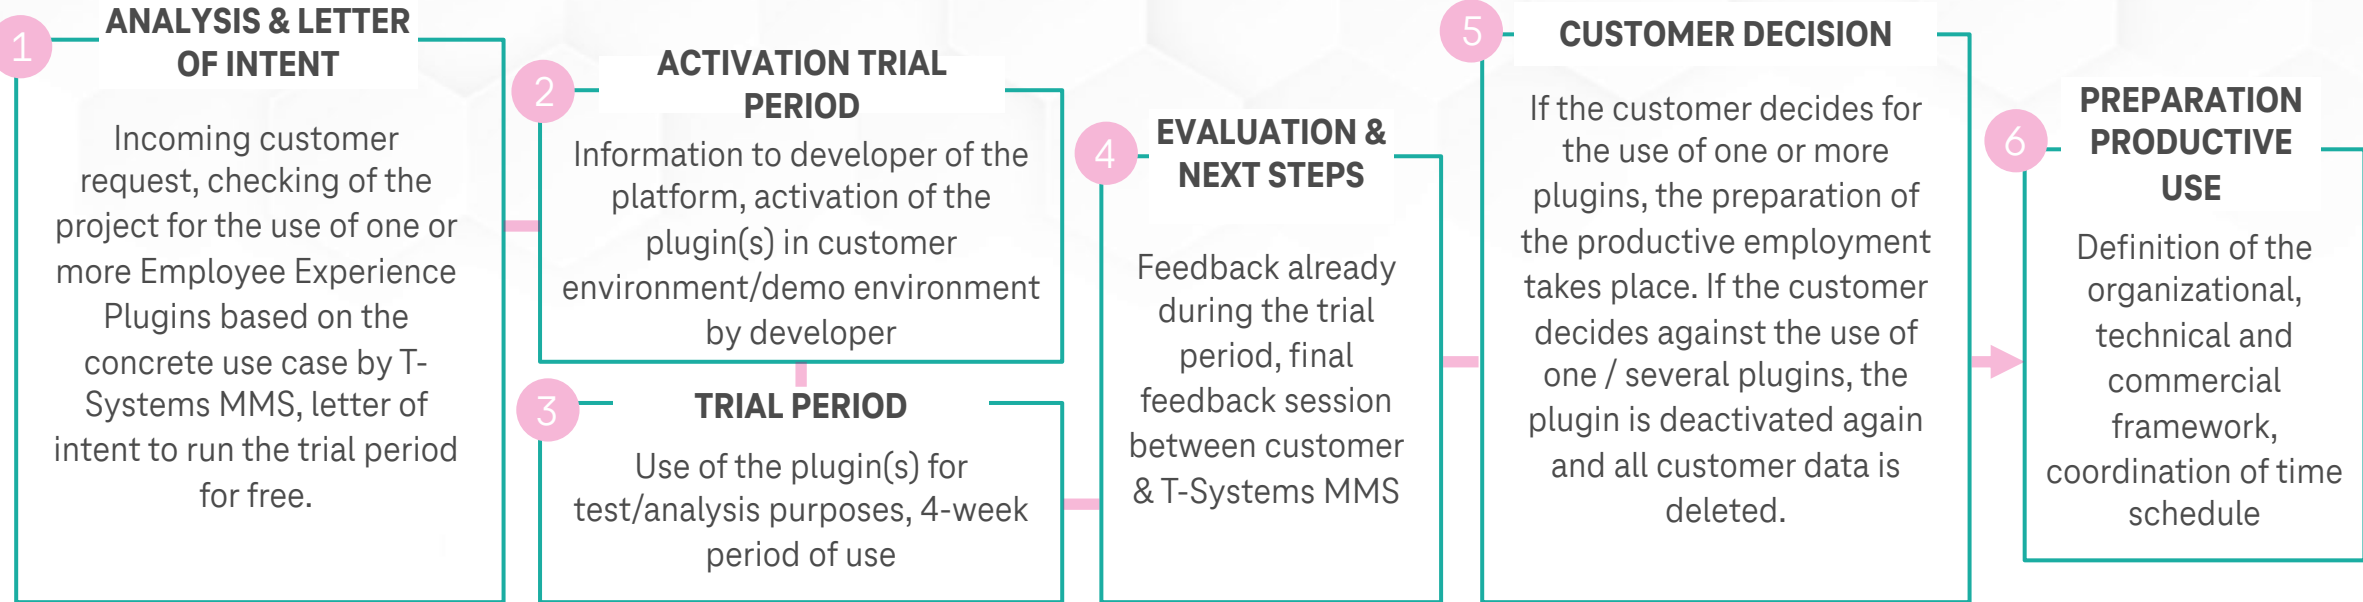 1
ANALYSIS & LETTER
OF INTENT
Incoming customer
request, checking of the
project for the use of one or
more Employee Experience
Plugins based on the
concrete use case by T-
Systems MMS, letter of
intent to run the trial period
for free.
2
ACTIVATION TRIAL
PERIOD
Information to developer of the
platform, activation of the
plugin(s) in customer
environment/demo environment
by developer
3
TRIAL PERIOD
Use of the plugin(s) for
test/analysis purposes, 4-week
period of use
4
EVALUATION &
NEXT STEPS
Feedback already
during the trial
period, final
feedback session
between customer
& T-Systems MMS
5
CUSTOMER DECISION
If the customer decides for
the use of one or more
plugins, the preparation of
the productive employment
takes place. If the customer
decides against the use of
one / several plugins, the
plugin is deactivated again
and all customer data is
deleted.
6
PREPARATION
PRODUCTIVE
USE
Definition of the
organizational,
technical and
commercial
framework,
coordination of time
schedule